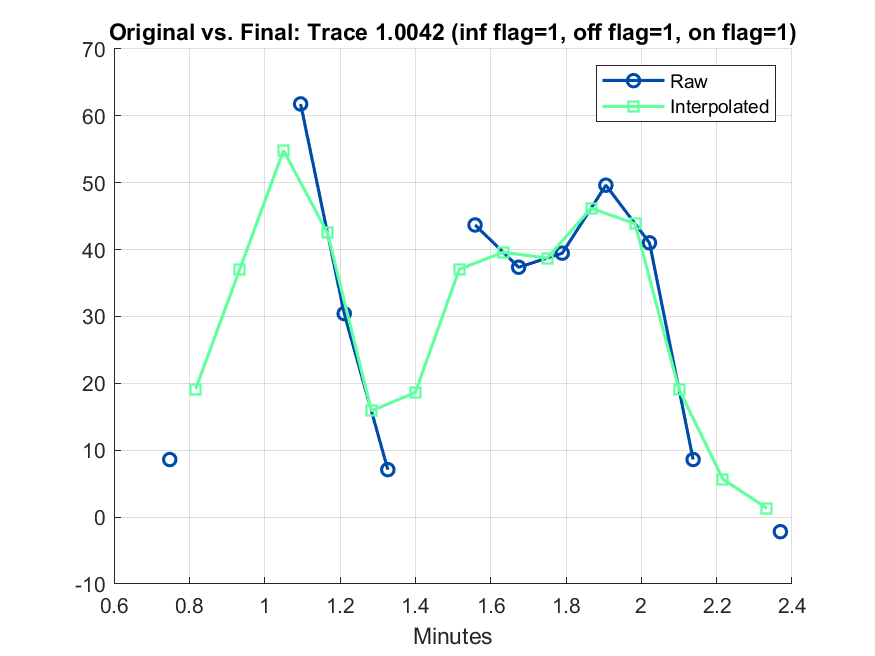 Original vs. Final: Trace 1.0042 (inf flag=1, off flag=1, on flag=1)
70
60
50
40
30
20
10
0
-10
Raw
Interpolated
0.6 0.8 1 1.2 1.4 1.6 1.8 2 2.2 2.4
Minutes